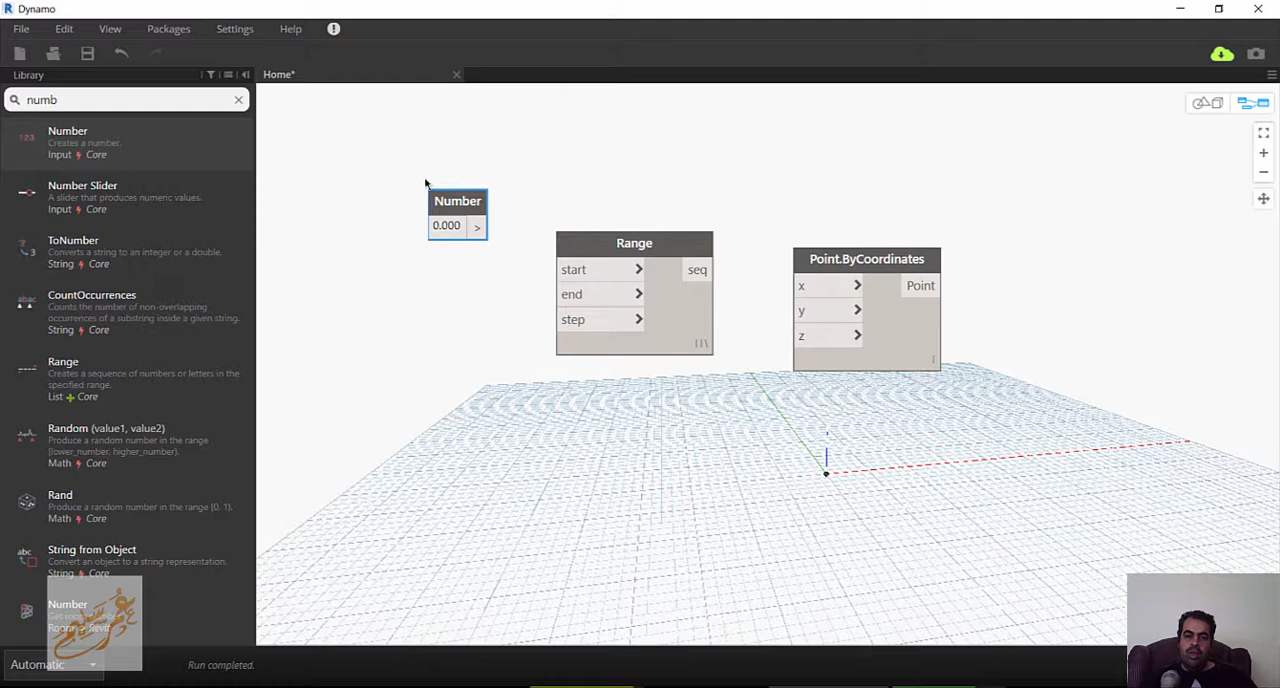 Dynamo
File Edit View Packages Settings Help
Library
Home*
numb
Number
Creates a number.
Input Core
Number Slider
A slider that produces numeric values.
Input Core
ToNumber
Converts a string to an integer or a double.
String Core
CountOccurrences
Counts the number of non-overlapping
occurrences of a substring inside a given string.
String Core
Range
Creates a sequence of numbers or letters in the
specified range.
List Core
Random (value1, value2)
Produce a random number in the range
[lower_number, higher_number).
Math Core
Rand
Produce a random number in the range [0, 1).
Math Core
String from Object
Convert an object to a string representation.
String Core
Number
Revit
Automatic
Run completed.
Number
0.000 >
Range
start > seq
end >
step >
Point.ByCoordinates
x > Point
y >
z >